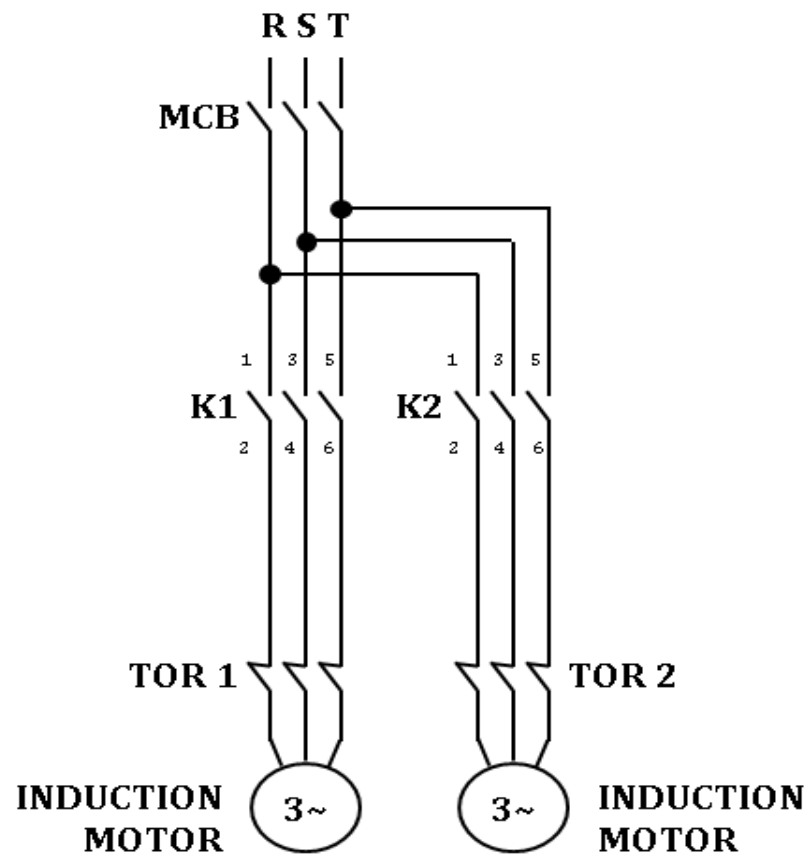 R S T
MCB
1 3 5
1 3 5
K1
K2
2 4 6
2 4 6
TOR 1
TOR 2
INDUCTION
MOTOR
3~
3~
INDUCTION
MOTOR